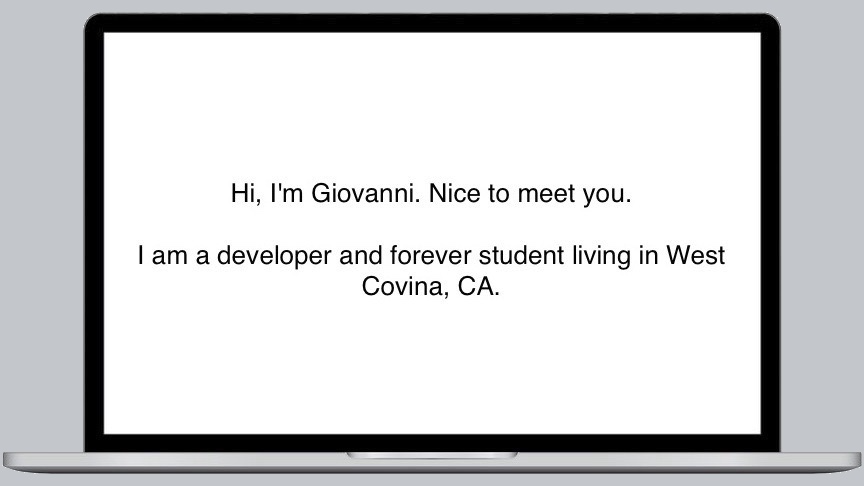 Hi, I'm Giovanni. Nice to meet you.
I am a developer and forever student living in West
Covina, CA.